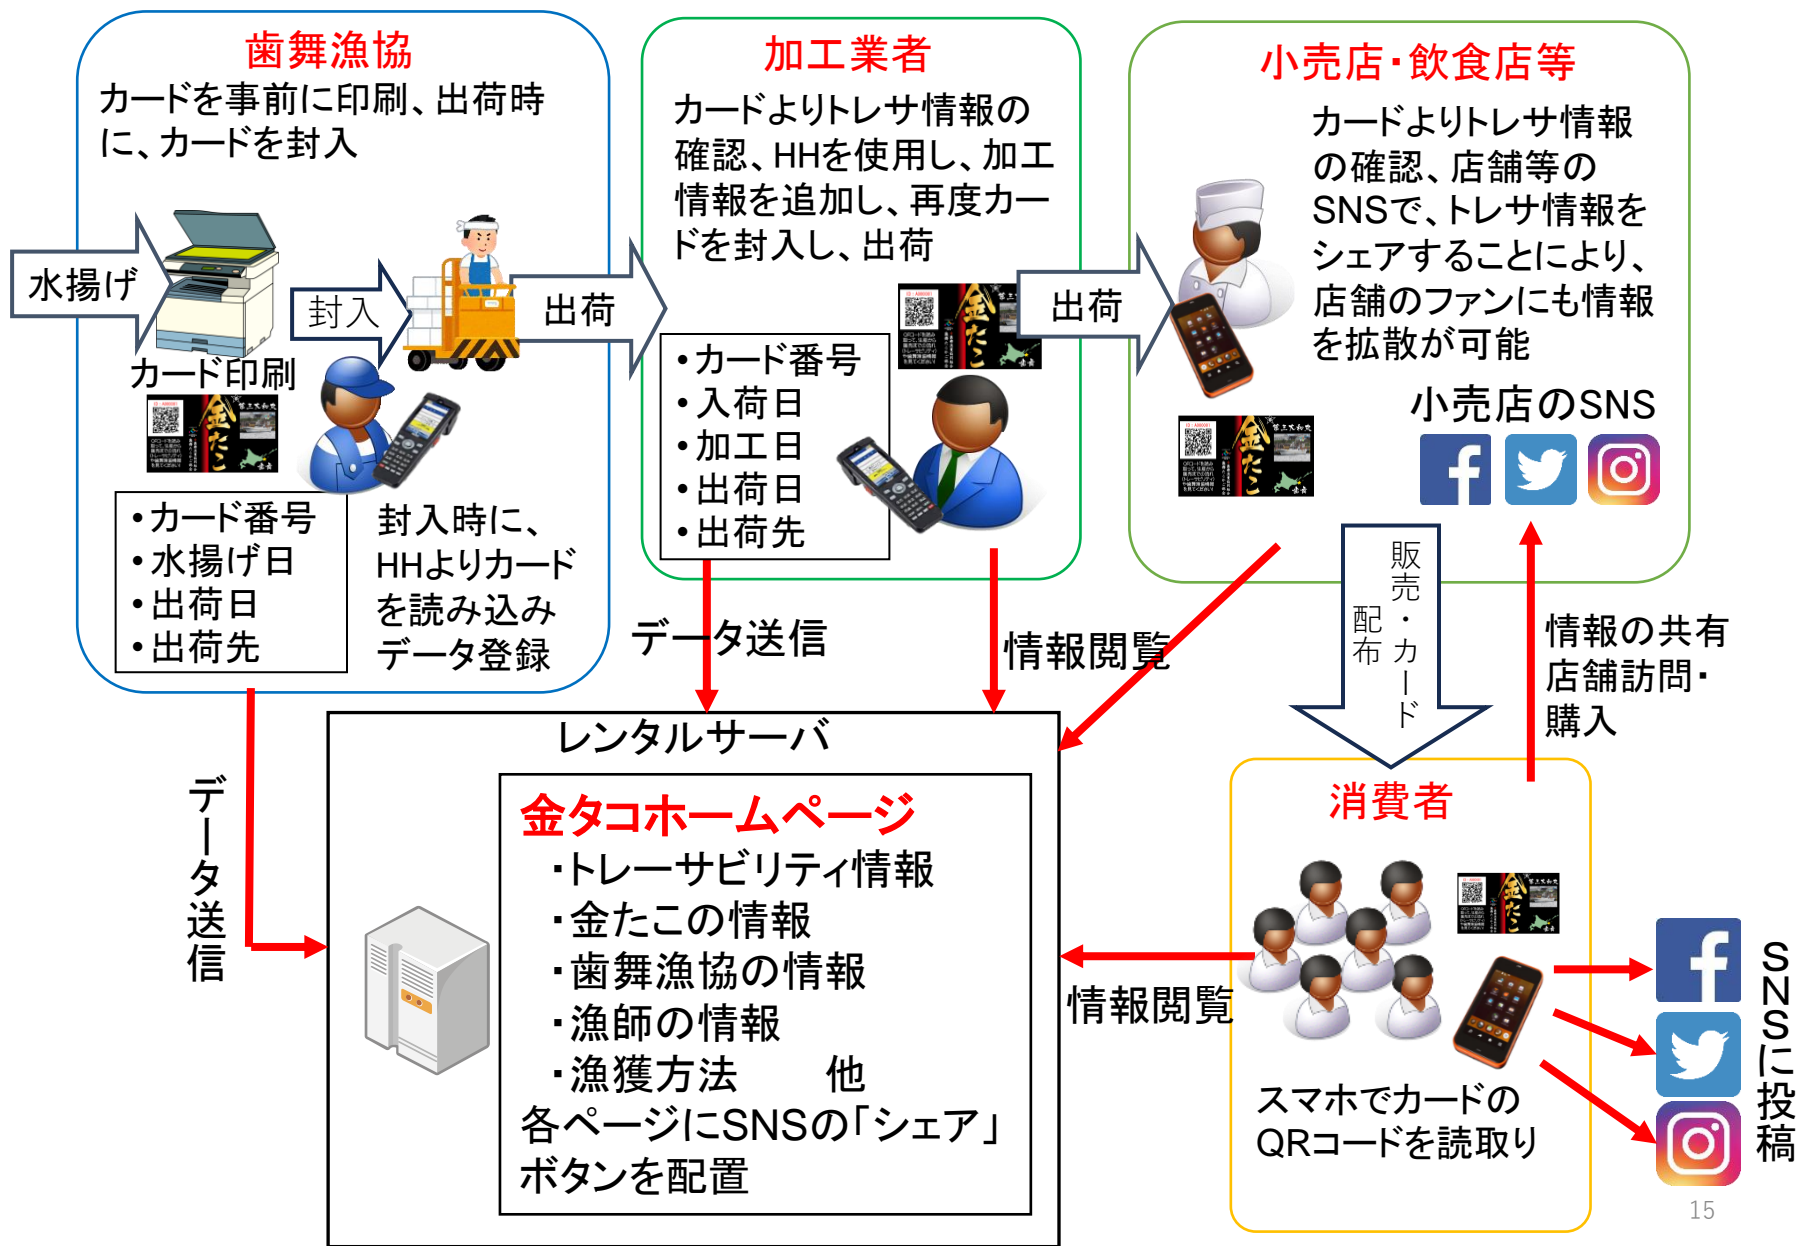 歯舞漁協
カードを事前に印刷、出荷時
に、カードを封入
水揚げ
カード印刷
封入
出荷
・カード番号
・水揚げ日
・出荷日
・出荷先
封入時に、
HHよりカード
を読み込み
データ登録
加工業者
カードよりトレサ情報の
確認、HHを使用し、加工
情報を追加し、再度カー
ドを封入し、出荷
・カード番号
・入荷日
・加工日
・出荷日
・出荷先
出荷
小売店・飲食店等
カードよりトレサ情報
の確認、店舗等の
SNSで、トレサ情報を
シェアすることにより、
店舗のファンにも情報
を拡散が可能
小売店のSNS
金たこ
金たこ
金たこ
データ送信
データ送信
情報閲覧
販売・カード
配布
情報の共有
店舗訪問・
購入
レンタルサーバ
金タコホームページ
・トレーサビリティ情報
・金たこの情報
・歯舞漁協の情報
・漁師の情報
・漁獲方法　　他
各ページにSNSの「シェア」
ボタンを配置
情報閲覧
消費者
金たこ
スマホでカードの
QRコードを読取り
SNSに投稿
15